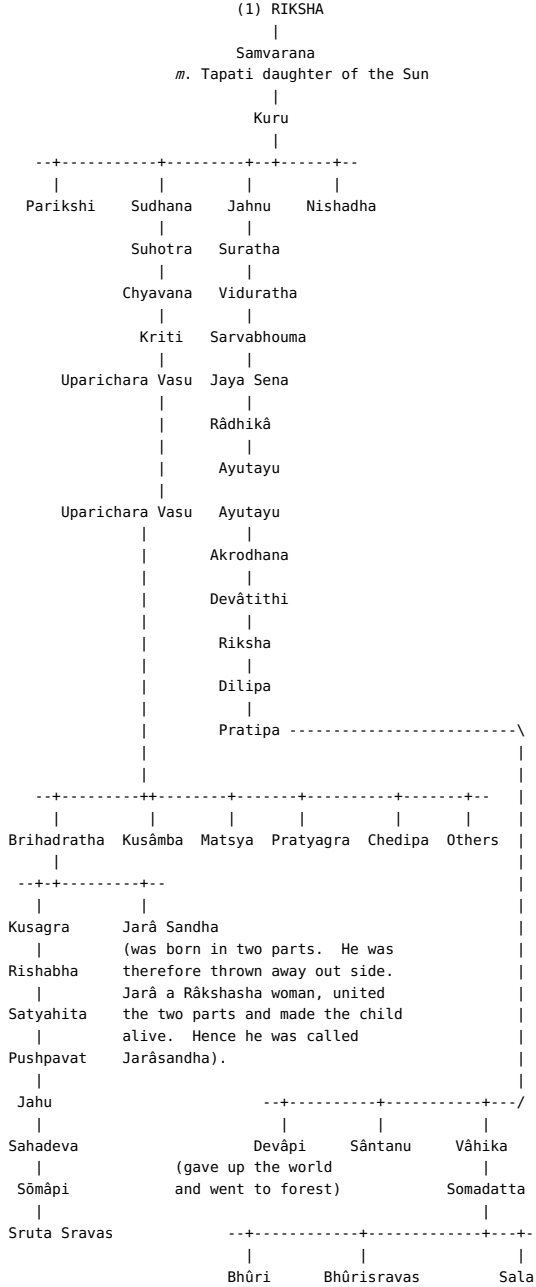 (1) RIKSHA
Samvarana
m. Tapati daughter of the Sun
Kuru
Parikshi Sudhana Jahnu Nishadha
Suhotra Suratha
Chyavana Viduratha
Kriti Sarvabhouma
Uparichara Vasu Jaya Sena
Râdhikâ
Ayutayu
Uparichara Vasu Ayutayu
Akrodhana
Devâtithi
Riksha
Dilipa
Pratipa
Brihadratha Kusâmba Matsya Pratyagra Chedipa Others
Kusagra Jarâ Sandha
(was born in two parts. He was
Rishabha therefore thrown away out side.
Jarâ a Râkshasha woman, united
Satyahita the two parts and made the child
alive. Hence he was called
Pushpavat Jarâsandha).
Jahu
Sahadeva Devâpi Sântanu Vâhika
(gave up the world
Sōmâpi and went to forest) Somadatta
Sruta Sravas
Bhûri Bhûrisravas Sala